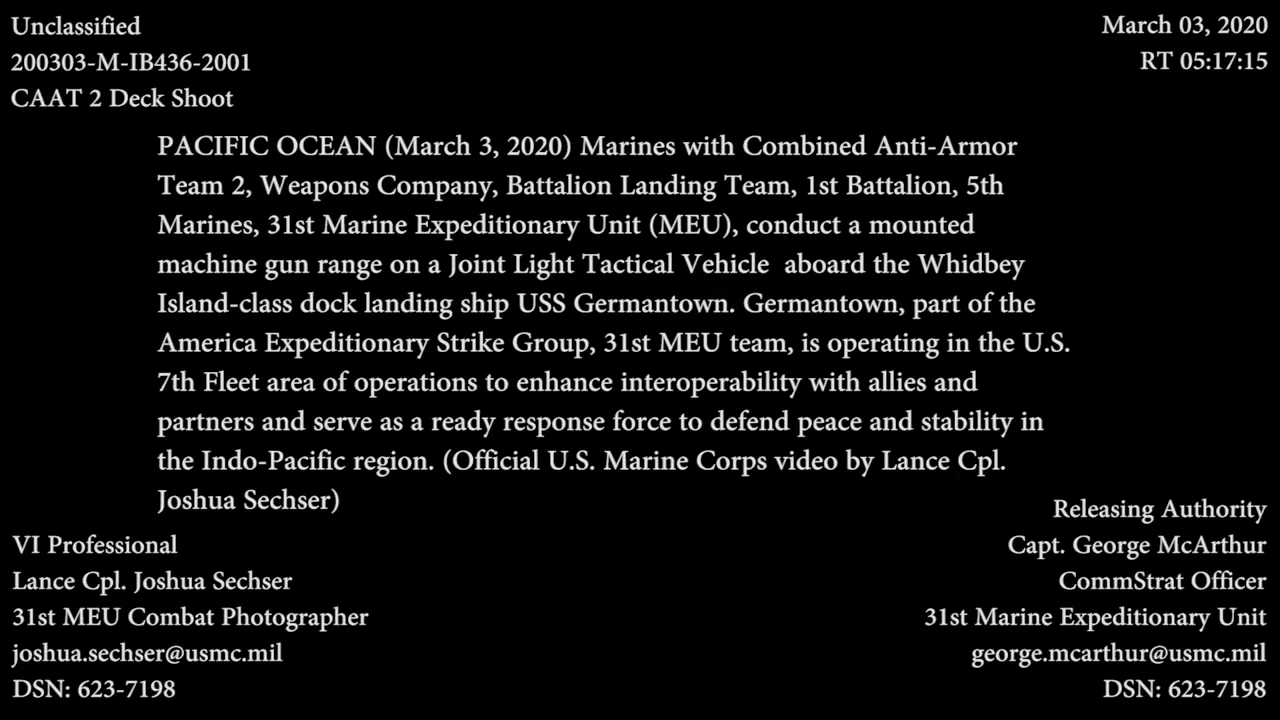 Unclassified
200303-M-IB436-2001
CAAT 2 Deck Shoot
March 03, 2020
RT 05:17:15
PACIFIC OCEAN (March 3, 2020) Marines with Combined Anti-Armor
Team 2, Weapons Company, Battalion Landing Team, 1st Battalion, 5th
Marines, 31st Marine Expeditionary Unit (MEU), conduct a mounted
machine gun range on a Joint Light Tactical Vehicle  aboard the Whidbey
Island-class dock landing ship USS Germantown. Germantown, part of the
America Expeditionary Strike Group, 31st MEU team, is operating in the U.S.
7th Fleet area of operations to enhance interoperability with allies and
partners and serve as a ready response force to defend peace and stability in
the Indo-Pacific region. (Official U.S. Marine Corps video by Lance Cpl.
Joshua Sechser)
VI Professional
Lance Cpl. Joshua Sechser
31st MEU Combat Photographer
joshua.sechser@usmc.mil
DSN: 623-7198
Releasing Authority
Capt. George McArthur
CommStrat Officer
31st Marine Expeditionary Unit
george.mcarthur@usmc.mil
DSN: 623-7198